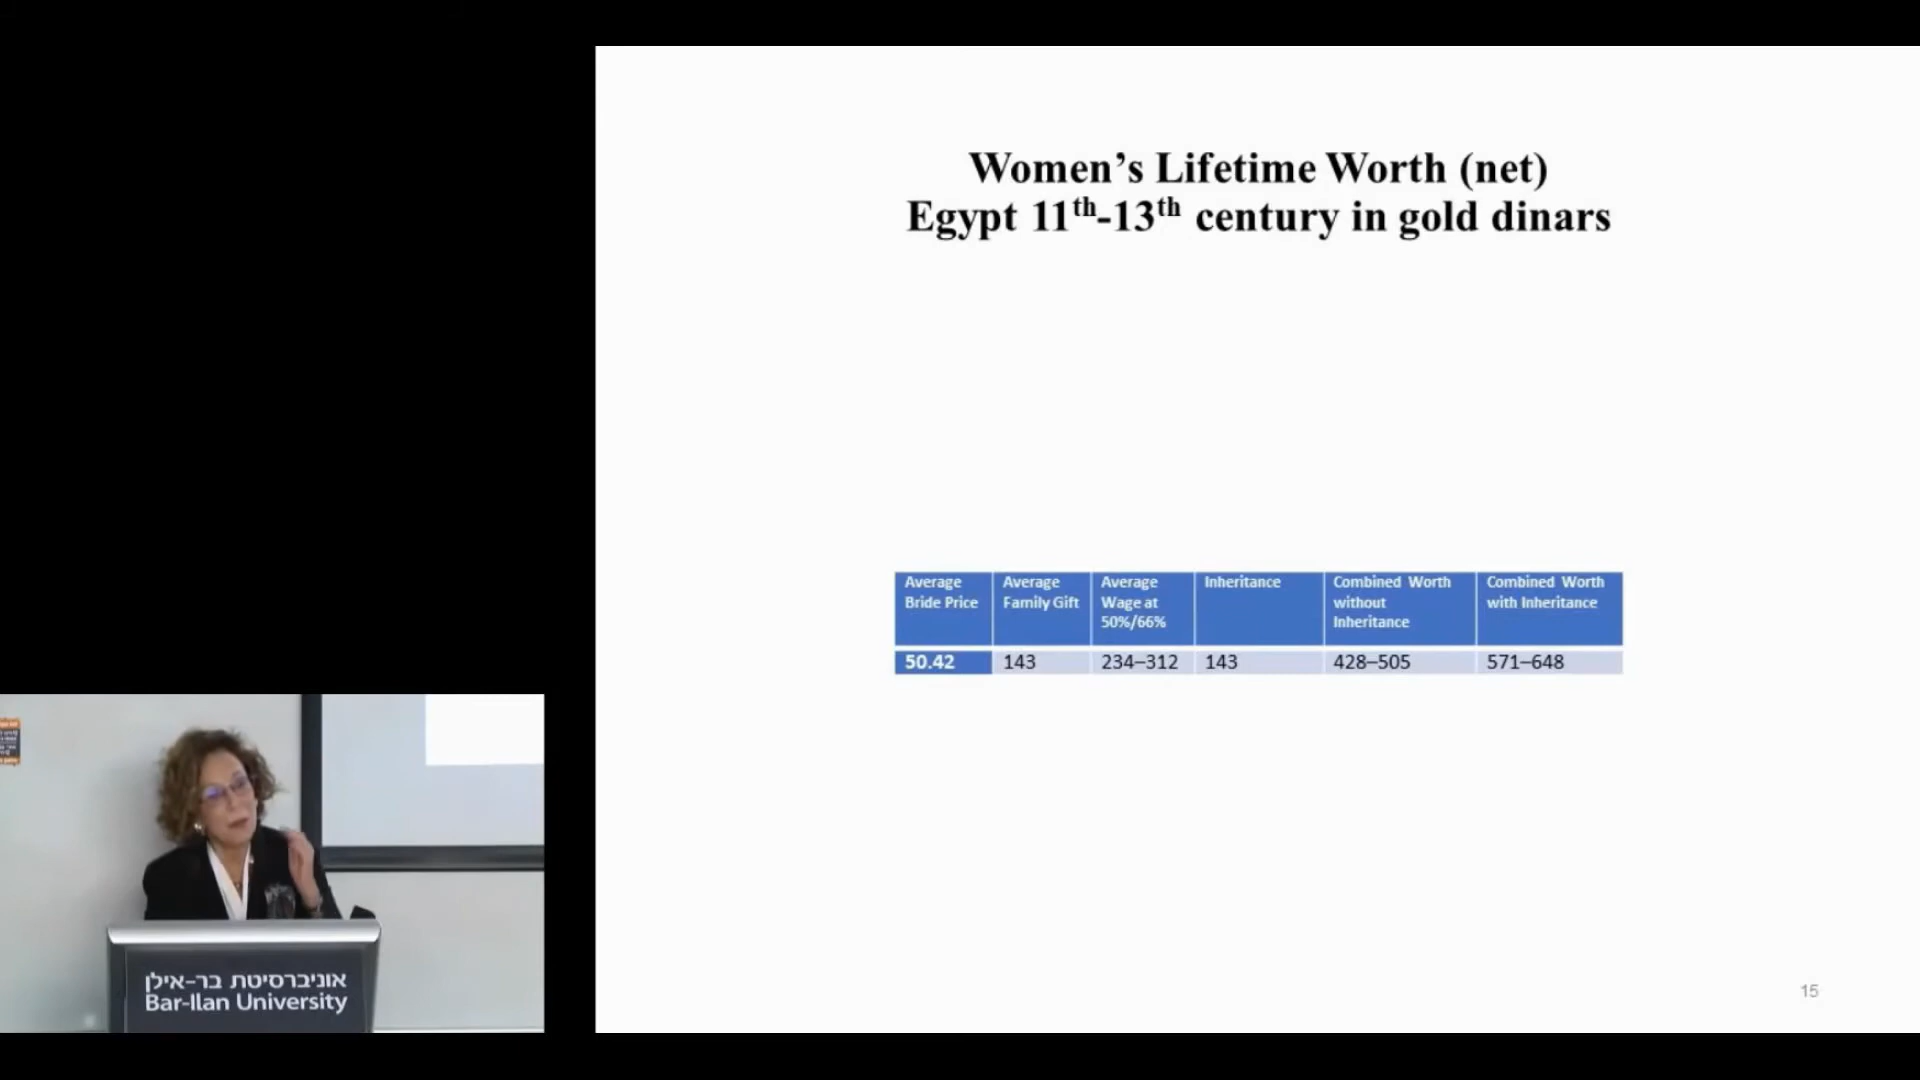 Women’s Lifetime Worth (net)
Egypt 11th-13th century in gold dinars
Average Bride Price
Average Family Gift
Average Wage at 50%/66%
Inheritance
Combined Worth without Inheritance
Combined Worth with Inheritance
50.42
143
234–312
143
428–505
571–648
15
אוניברסיטת בר-אילן
Bar-Ilan University